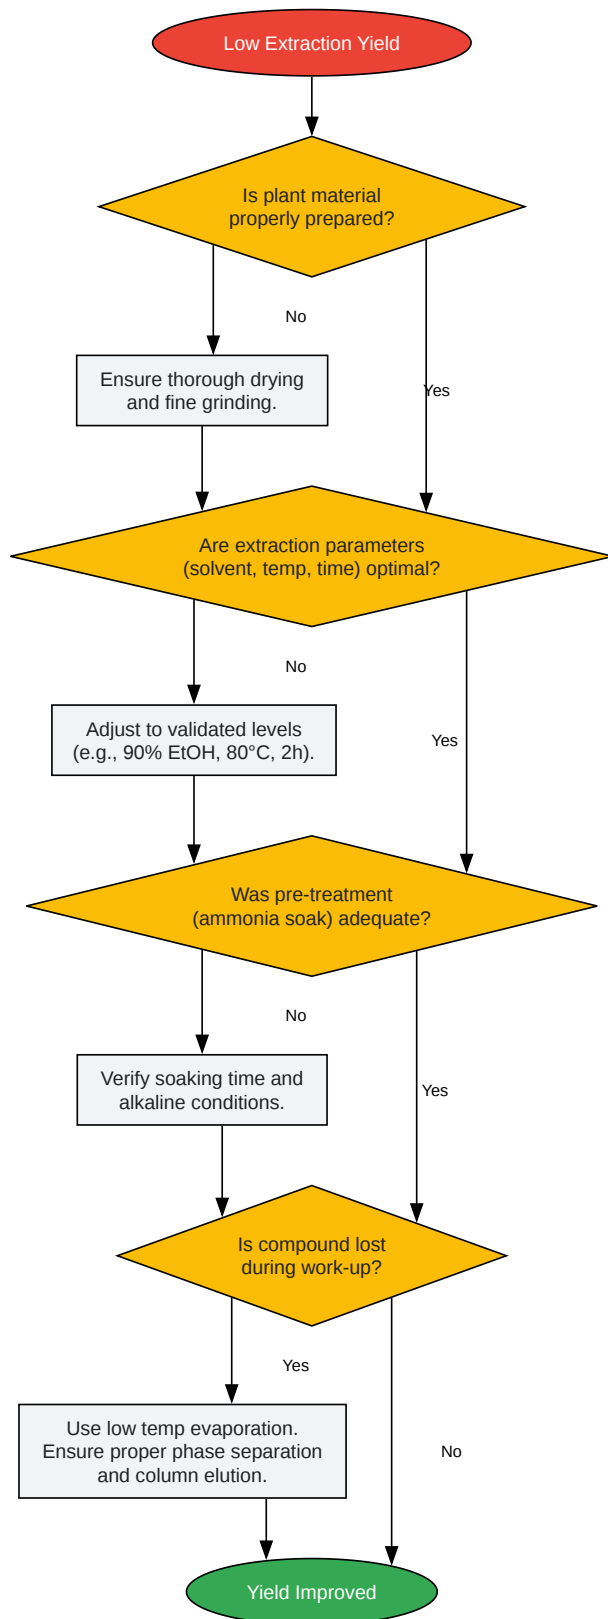 Low Extraction Yield
Is plant material
properly prepared?
No
Ensure thorough drying
and fine grinding.
Yes
Are extraction parameters
(solvent, temp, time) optimal?
No
Adjust to validated levels
(e.g., 90% EtOH, 80°C, 2h).
Yes
Was pre-treatment
(ammonia soak) adequate?
No
Verify soaking time and
alkaline conditions.
Yes
Is compound lost
during work-up?
Yes
Use low temp evaporation.
Ensure proper phase separation
and column elution.
No
Yield Improved